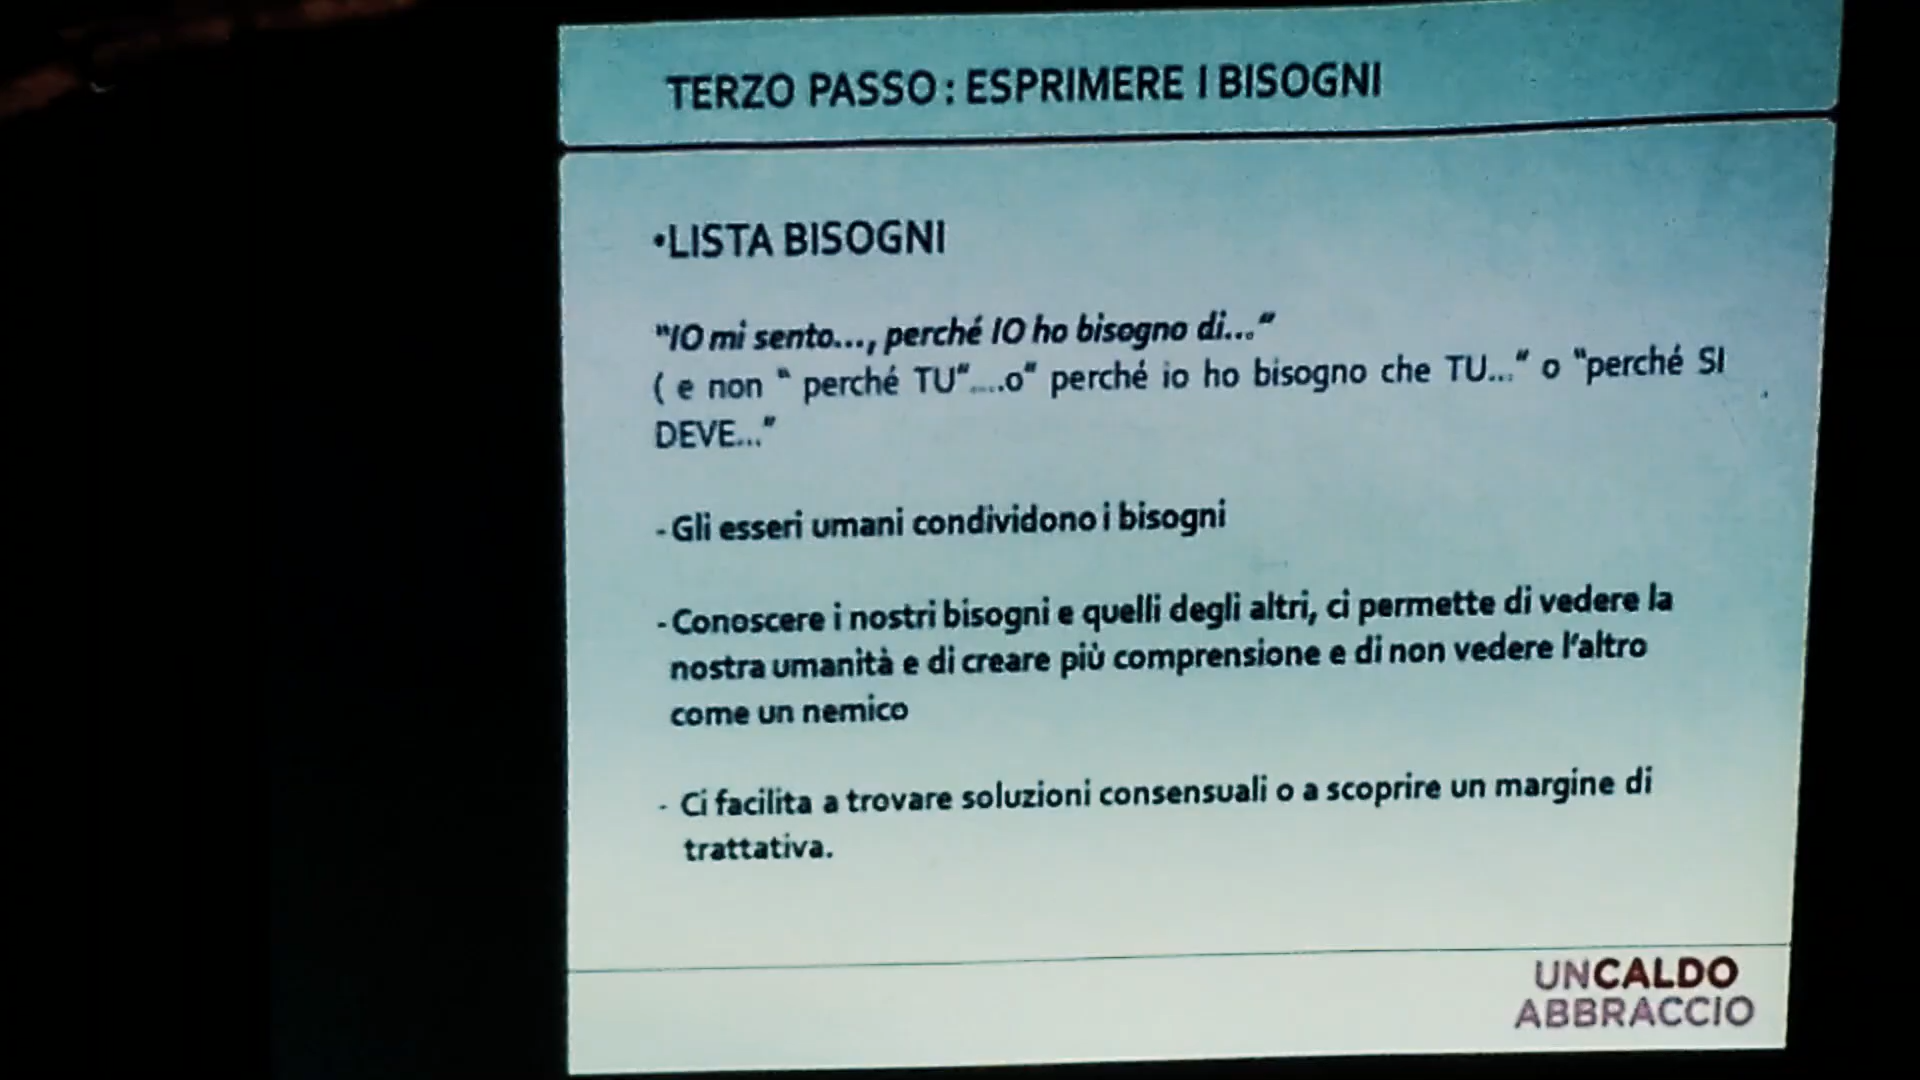 TERZO PASSO : ESPRIMERE I BISOGNI
•LISTA BISOGNI
"IO mi sento..., perché IO ho bisogno di..."
( e non " perché TU"....o" perché io ho bisogno che TU..." o "perché SI
DEVE..."
- Gli esseri umani condividono i bisogni
- Conoscere i nostri bisogni e quelli degli altri, ci permette di vedere la
nostra umanità e di creare più comprensione e di non vedere l'altro
come un nemico
- Ci facilita a trovare soluzioni consensuali o a scoprire un margine di
trattativa.
UNCALDO
ABBRACCIO